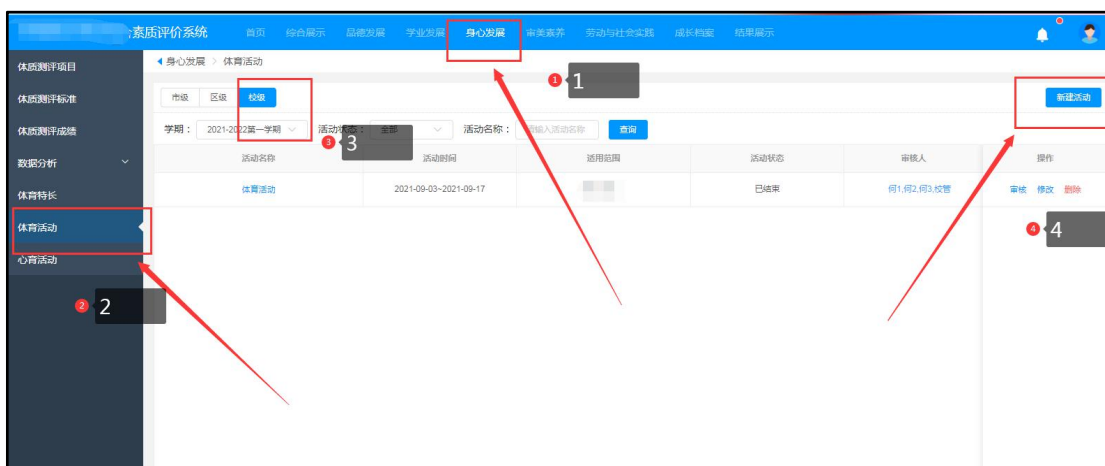 素质评价系统 首页 综合展示 品德发展 学业发展 身心发展 审美素养 劳动与社会实践 成长档案 结果展示
体质测评项目
身心发展 > 体育活动
1 1
体质测评标准
市级 区级 校级
新建活动
体质测评成绩
学期： 2021-2022第一学期 活动状态： 全部 活动名称： 请输入活动名称 查询
3 3
数据分析
活动名称 活动时间 适用范围 活动状态 审核人 操作
体育特长
体育活动 2021-09-03~2021-09-17 已结束 何1,何2,何3,校管 审核 修改 删除
体育活动
4 4
心育活动
2 2